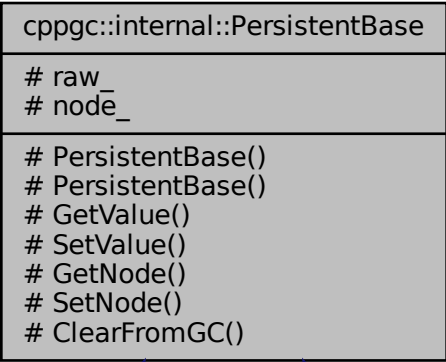 cppgc::internal::PersistentBase
# raw_
# node_
# PersistentBase()
# PersistentBase()
# GetValue()
# SetValue()
# GetNode()
# SetNode()
# ClearFromGC()